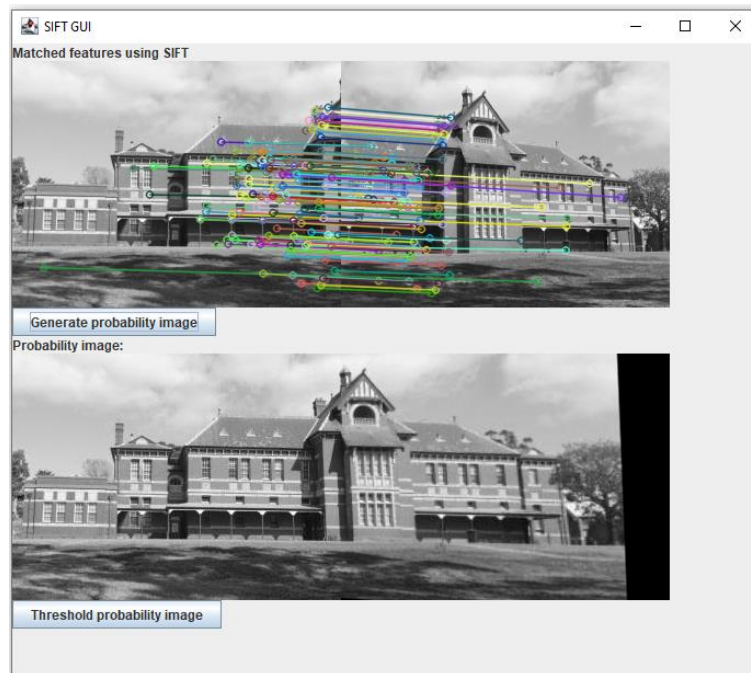 SIFT GUI
Matched features using SIFT
Generate probability image
Probability image:
Threshold probability image